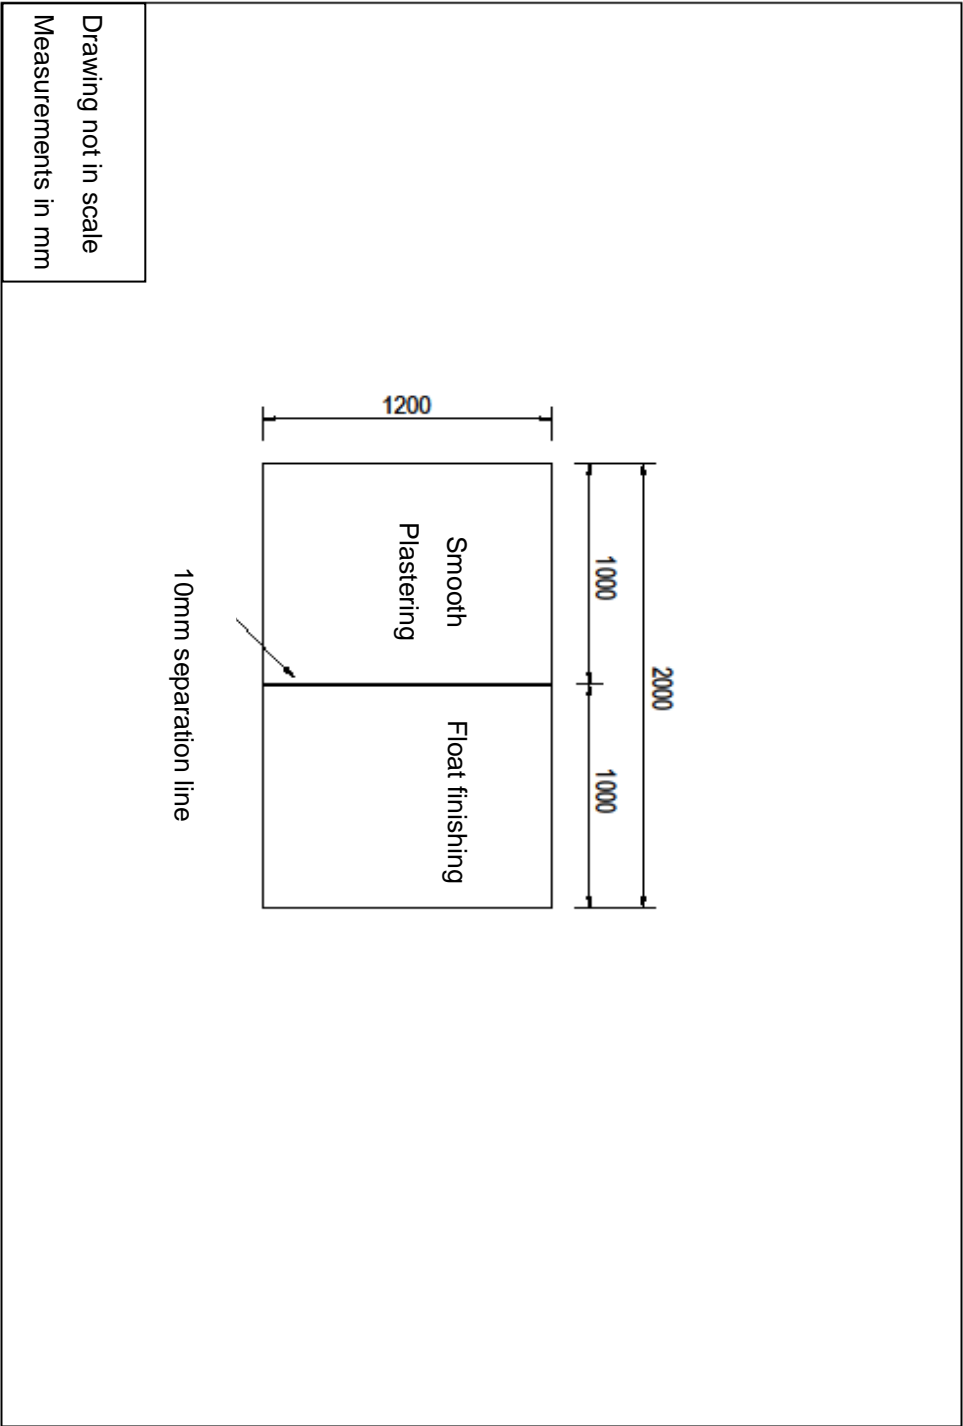 2000
1000
1000
1200
Smooth
Plastering
Float finishing
10mm separation line
Drawing not in scale
Measurements in mm